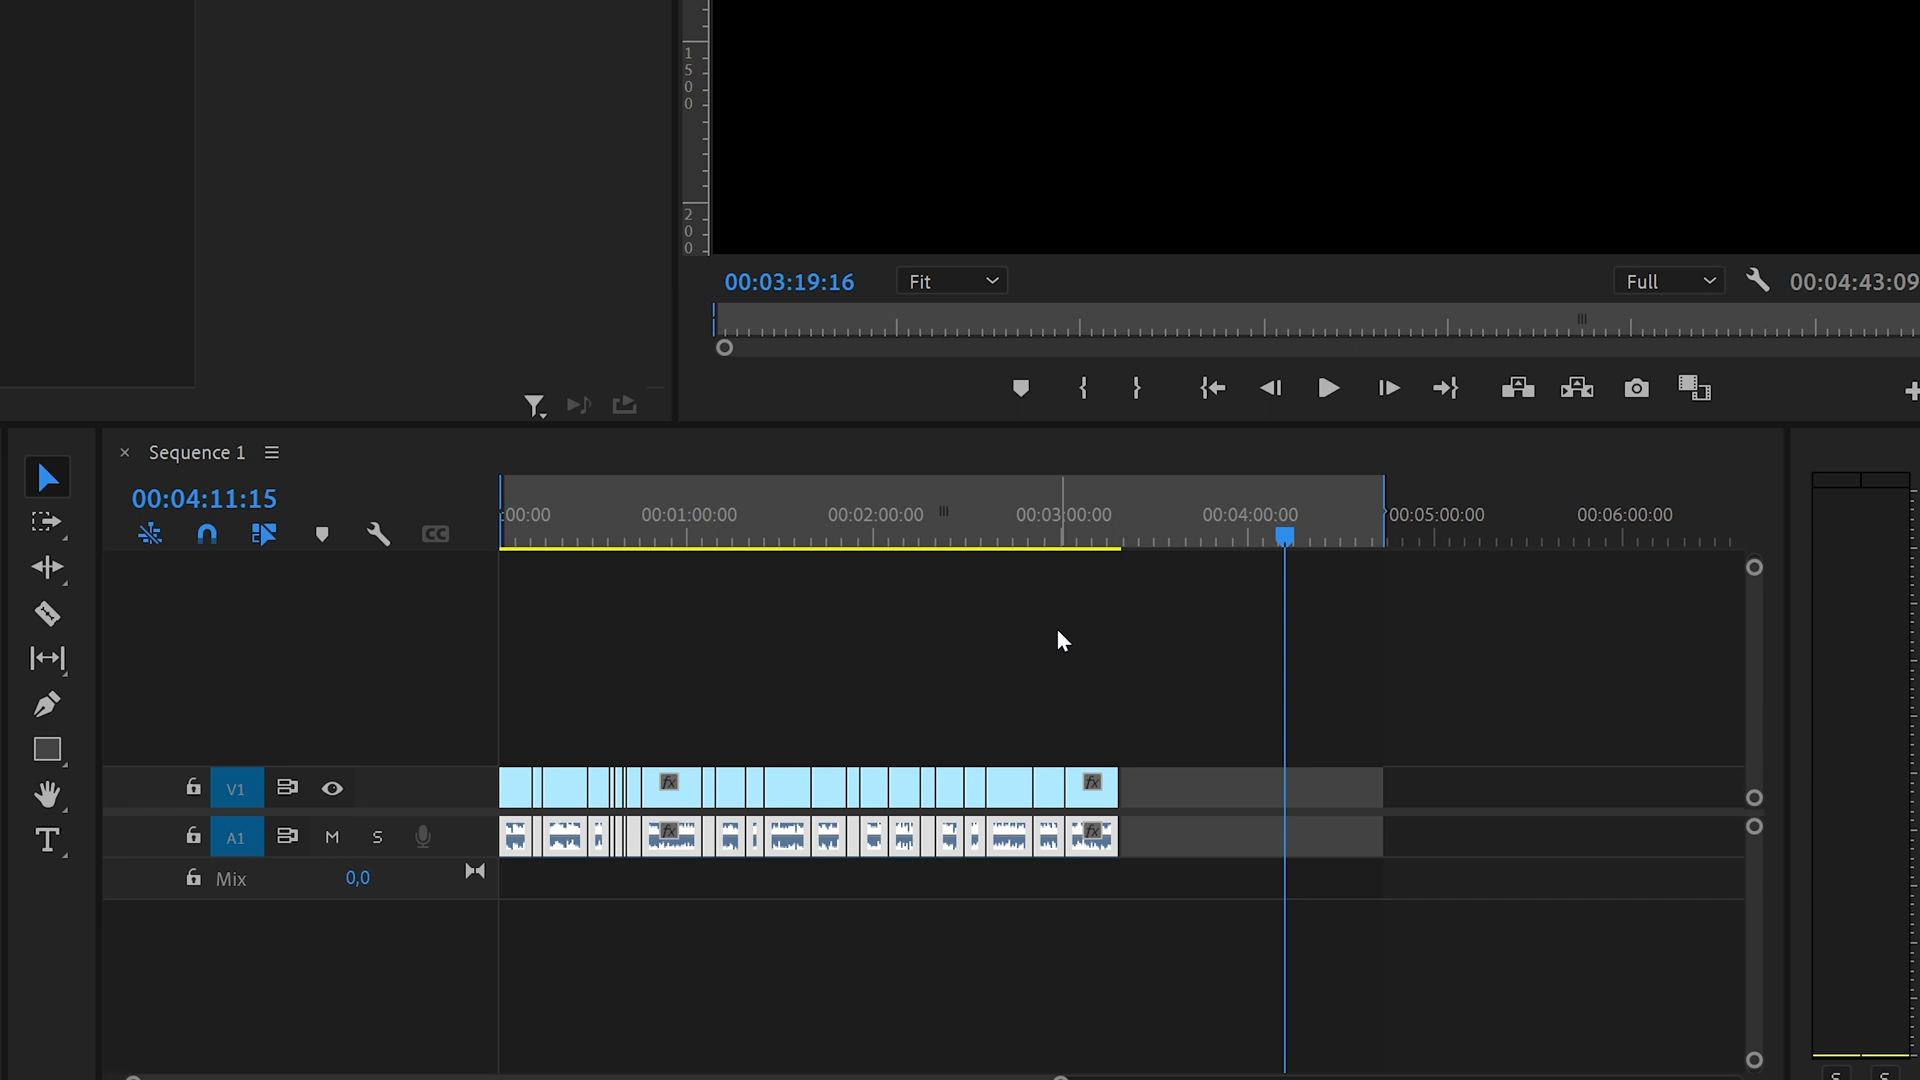 1
5
0
0
2
0
0
00:03:19:16 Fit Full 00:04:43:09
× Sequence 1
00:04:11:15
:00:00 00:01:00:00 00:02:00:00 00:03:00:00 00:04:00:00 00:05:00:00 00:06:00:00
CC
V1 fx fx
A1 M S fx fx
Mix 0,0
S S
T